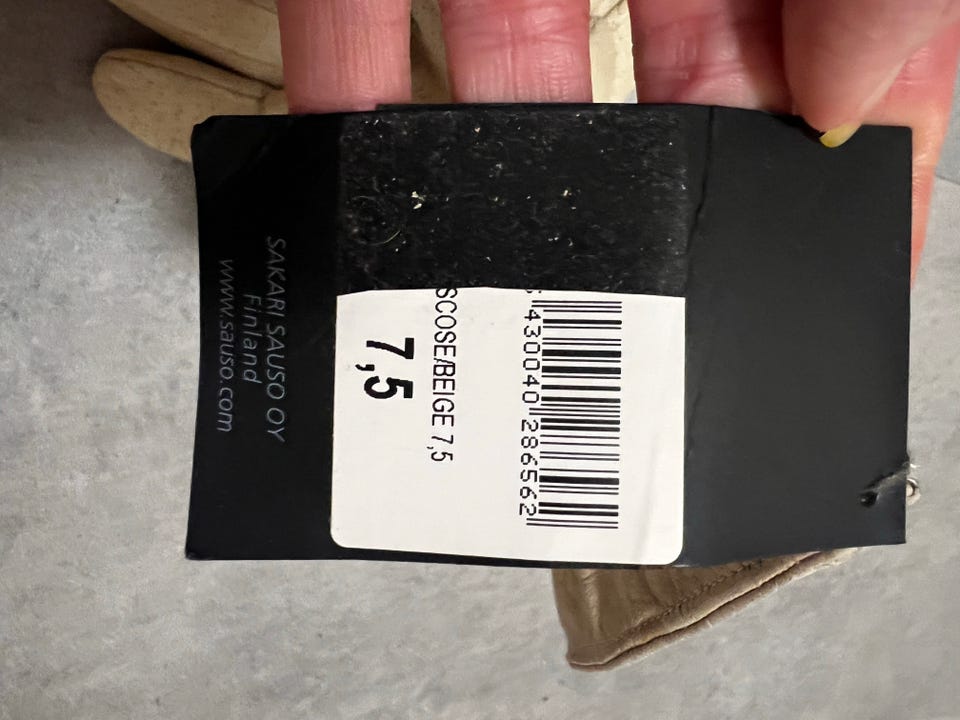 430040 286562
SCOSE/BEIGE 7,5
7,5
SAKARI SAUSO OY
Finland
www.sauso.com